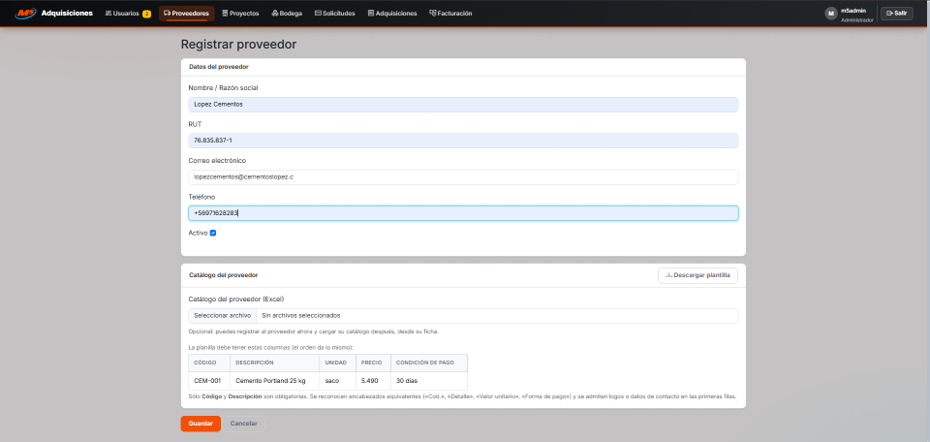 M5 Adquisiciones Usuarios 2 Proveedores Proyectos Bodega Solicitudes Adquisiciones Facturación M m5admin Administrador Salir
Registrar proveedor
Datos del proveedor
Nombre / Razón social
Lopez Cementos
RUT
76.835.837-1
Correo electrónico
lopezcementos@cementoslopez.c
Teléfono
+56971628283
Activo
Catálogo del proveedor Descargar plantilla
Catálogo del proveedor (Excel)
Seleccionar archivo Sin archivos seleccionados
Opcional: puedes registrar el proveedor ahora y cargar su catálogo después, desde su ficha.
La planilla debe tener estas columnas (el orden da lo mismo):
CÓDIGO DESCRIPCIÓN UNIDAD PRECIO CONDICIÓN DE PAGO
CEM-001 Cemento Portland 25 kg saco 5.490 30 días
Sólo Código y Descripción son obligatorias. Se reconocen encabezados equivalentes («Cod.», «Detalle», «Valor unitario», «Forma de pago») y se admiten logos o datos de contacto en las primeras filas.
Guardar Cancelar